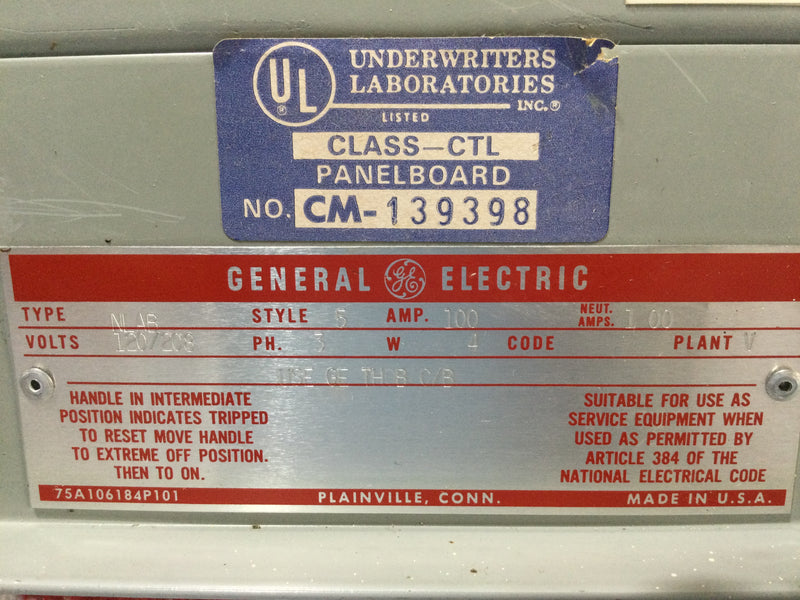 UL®
UNDERWRITERS
LABORATORIES
INC.®
LISTED
CLASS-CTL
PANELBOARD
NO. CM-139398
GENERAL GE ELECTRIC
TYPE NLAB STYLE 5 AMP. 100 NEUT. AMPS. 100
VOLTS 120/208 PH. 3 W 4 CODE PLANT V
USE GE TH B C/B
HANDLE IN INTERMEDIATE
POSITION INDICATES TRIPPED
TO RESET MOVE HANDLE
TO EXTREME OFF POSITION.
THEN TO ON.
SUITABLE FOR USE AS
SERVICE EQUIPMENT WHEN
USED AS PERMITTED BY
ARTICLE 384 OF THE
NATIONAL ELECTRICAL CODE
75A106184P101 PLAINVILLE, CONN. MADE IN U.S.A.